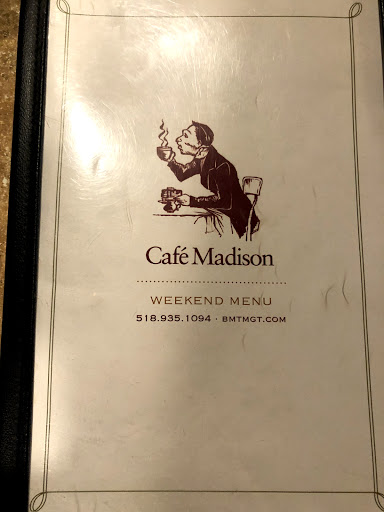 Café Madison
WEEKEND MENU
518.935.1094 · BMTMGT.COM